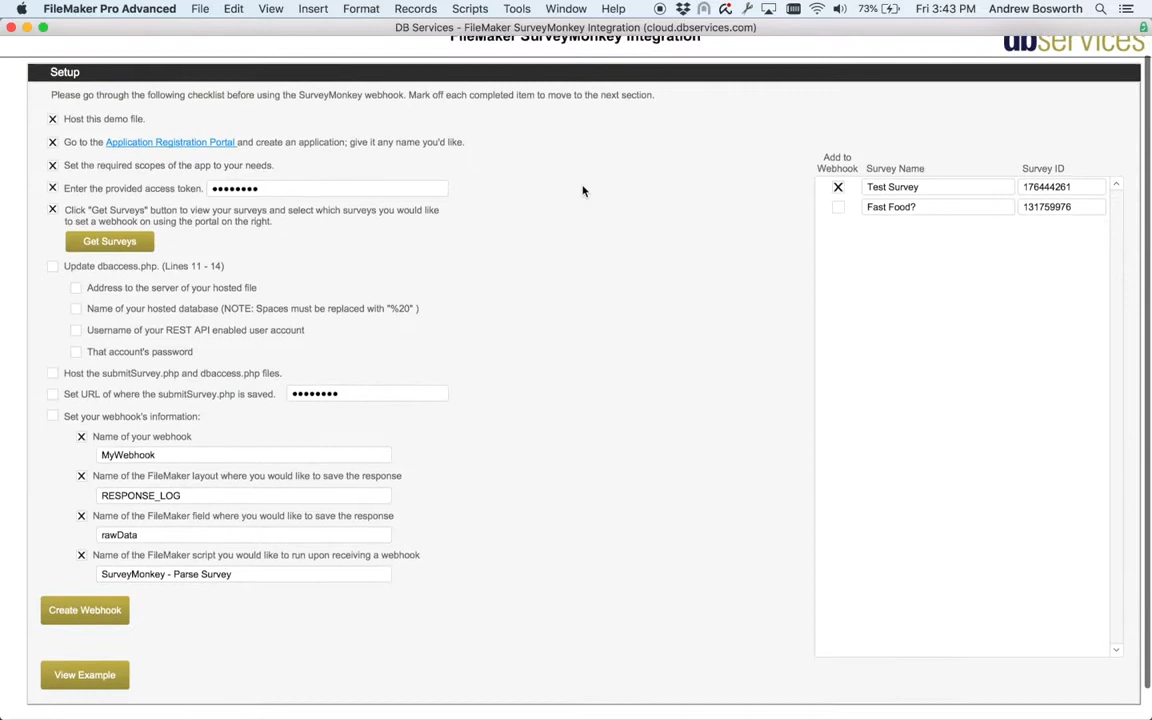 FileMaker Pro Advanced File Edit View Insert Format Records Scripts Tools Window Help 73% Fri 3:43 PM Andrew Bosworth
DB Services - FileMaker SurveyMonkey Integration (cloud.dbservices.com)
FileMaker SurveyMonkey Integration
dbservices
Setup
Please go through the following checklist before using the SurveyMonkey webhook. Mark off each completed item to move to the next section.
Host this demo file.
Go to the Application Registration Portal and create an application; give it any name you'd like.
Set the required scopes of the app to your needs.
Enter the provided access token. ••••••••
Click "Get Surveys" button to view your surveys and select which surveys you would like
to set a webhook on using the portal on the right.
Get Surveys
Update dbaccess.php. (Lines 11 - 14)
Address to the server of your hosted file
Name of your hosted database (NOTE: Spaces must be replaced with "%20" )
Username of your REST API enabled user account
That account's password
Host the submitSurvey.php and dbaccess.php files.
Set URL of where the submitSurvey.php is saved. ••••••••
Set your webhook's information:
Name of your webhook
MyWebhook
Name of the FileMaker layout where you would like to save the response
RESPONSE_LOG
Name of the FileMaker field where you would like to save the response
rawData
Name of the FileMaker script you would like to run upon receiving a webhook
SurveyMonkey - Parse Survey
Create Webhook
View Example
Add to
Webhook Survey Name Survey ID
Test Survey 176444261
Fast Food? 131759976